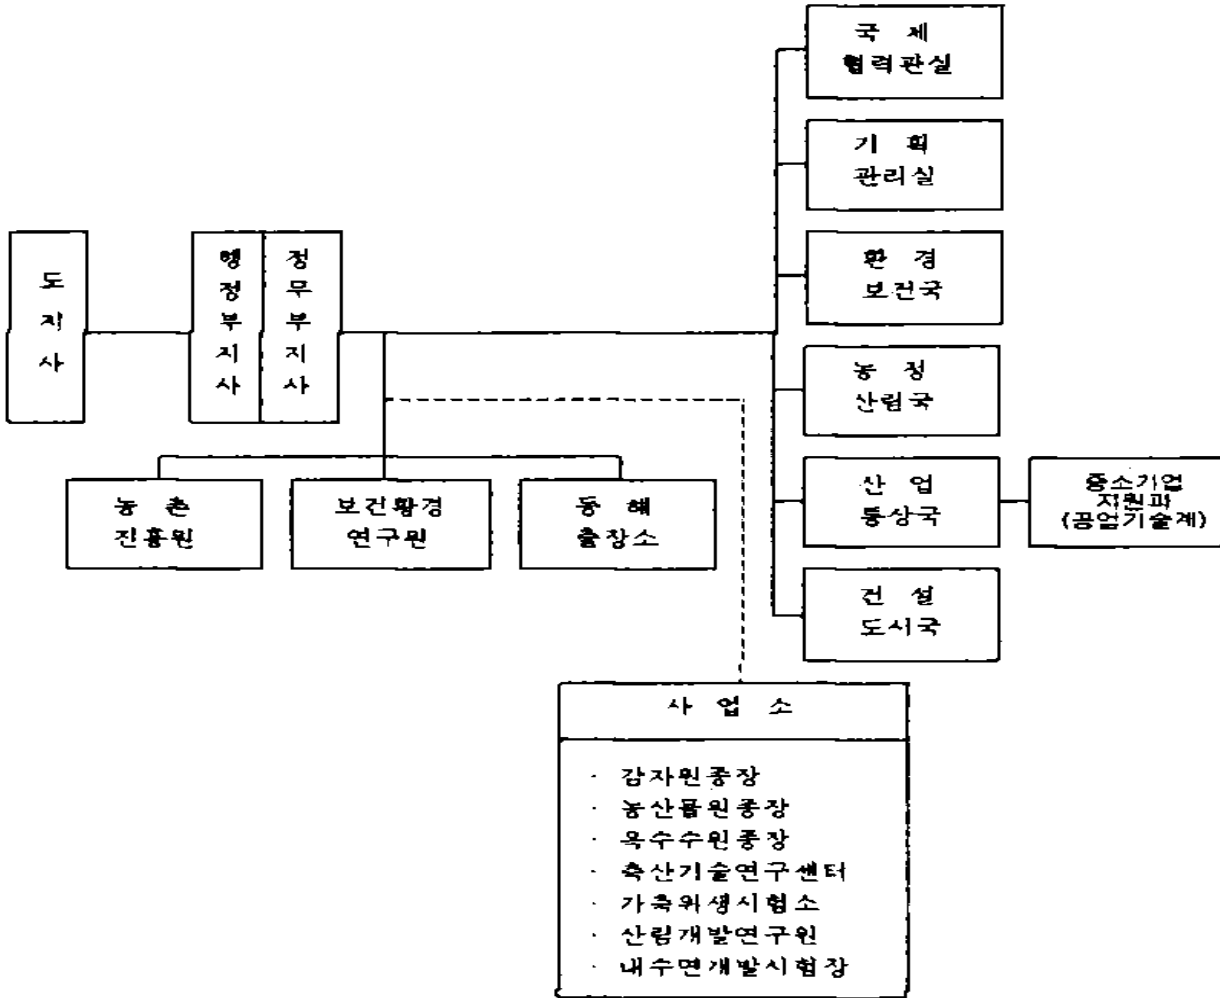 국 제
협력관실
기 획
관리실
환 경
보건국
농 정
산림국
산 업
통상국
중소기업
지원과
(공업기술계)
건 설
도시국
도지사
행정부지사
정무부지사
농 촌
진흥원
보건환경
연구원
동 해
출장소
사 업 소
· 감자원종장
· 농산물원종장
· 옥수수원종장
· 축산기술연구센터
· 가축위생시험소
· 산림개발연구원
· 내수면개발시험장